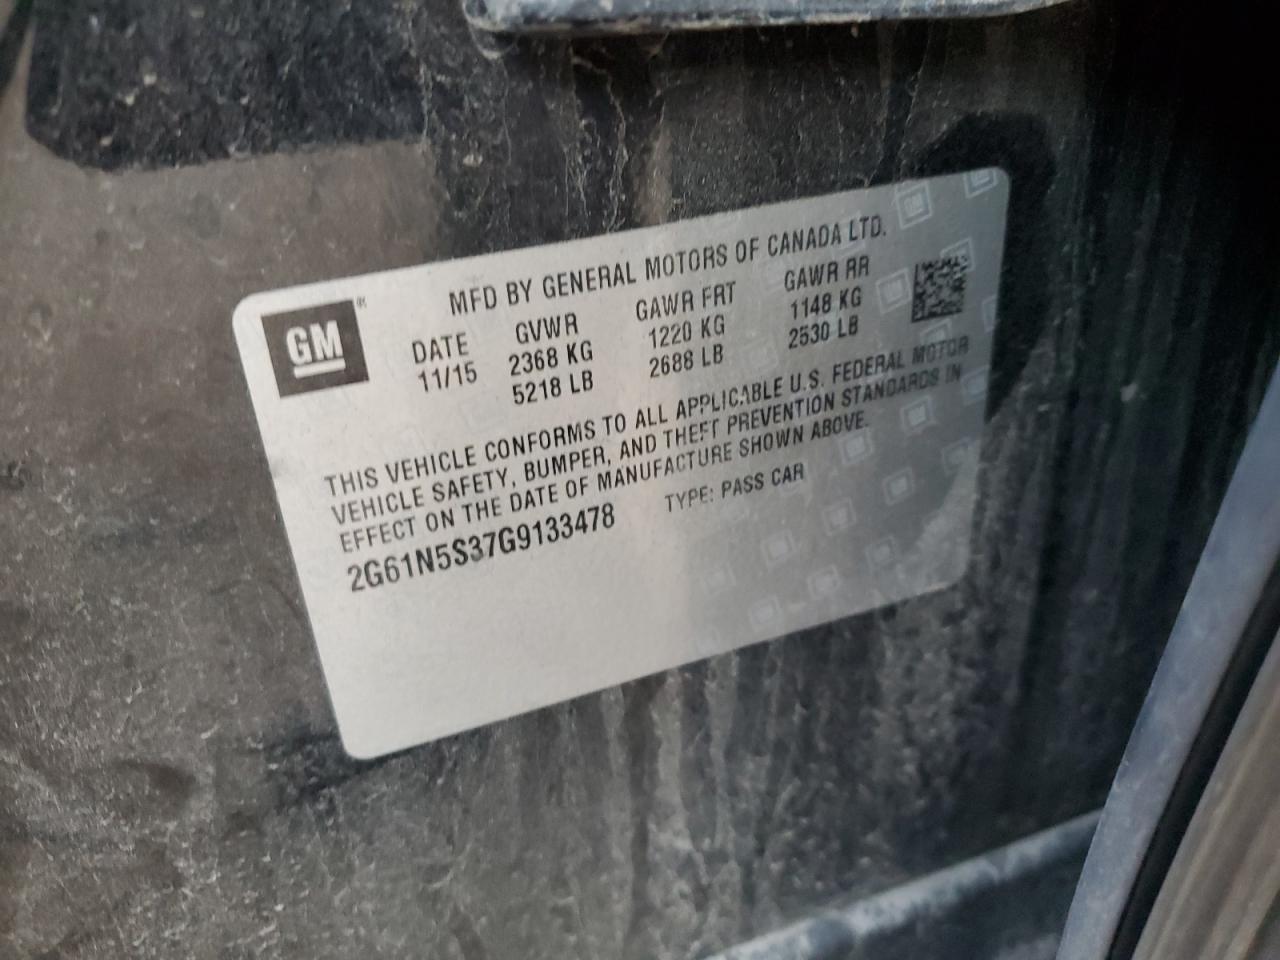 GM
MFD BY GENERAL MOTORS OF CANADA LTD.
DATE GVWR GAWR FRT GAWR RR
11/15 2368 KG 1220 KG 1148 KG
5218 LB 2688 LB 2530 LB
THIS VEHICLE CONFORMS TO ALL APPLICABLE U.S. FEDERAL MOTOR
VEHICLE SAFETY, BUMPER, AND THEFT PREVENTION STANDARDS IN
EFFECT ON THE DATE OF MANUFACTURE SHOWN ABOVE.
2G61N5S37G9133478 TYPE: PASS CAR